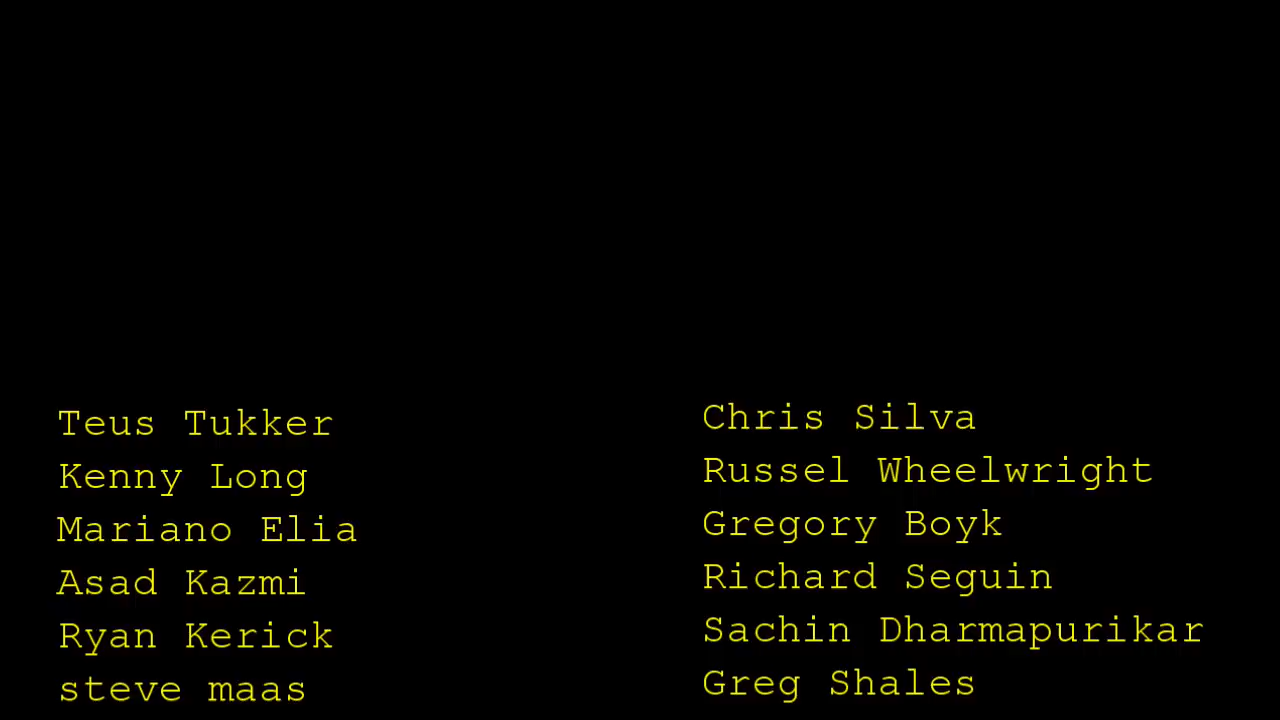 Teus Tukker
Kenny Long
Mariano Elia
Asad Kazmi
Ryan Kerick
steve maas
Chris Silva
Russel Wheelwright
Gregory Boyk
Richard Seguin
Sachin Dharmapurikar
Greg Shales